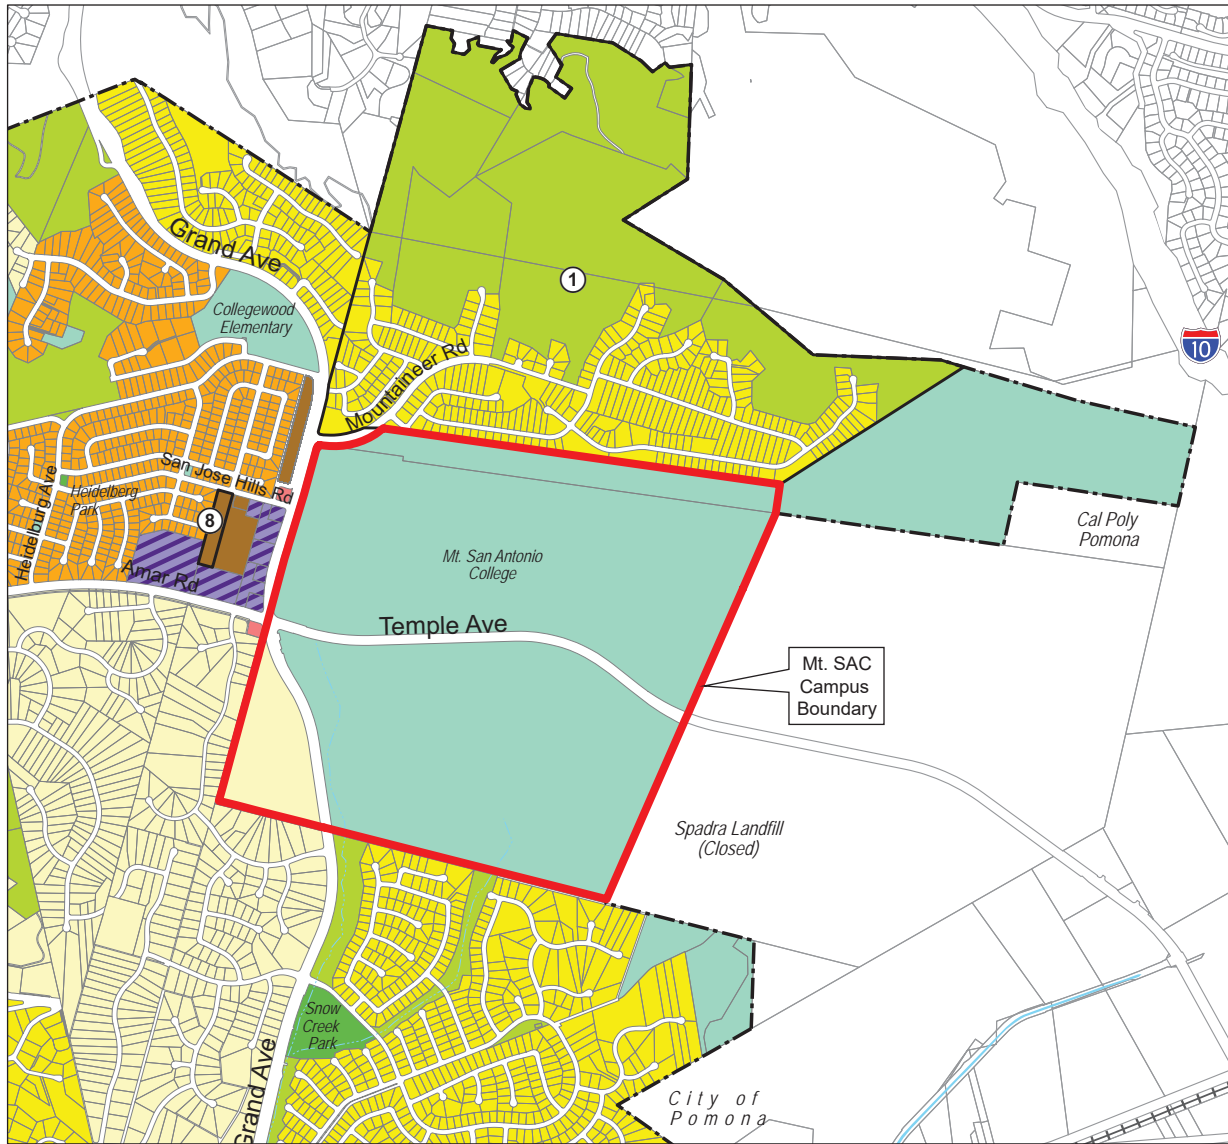 Grand Ave
Collegewood
Elementary
1
10
Mountaineer Rd
San Jose Hills Rd
Heidelburg Ave
Heidelberg
Park
8
Amar Rd
Mt. San Antonio
College
Cal Poly
Pomona
Temple Ave
Mt. SAC
Campus
Boundary
Spadra Landfill
(Closed)
Snow
Creek
Park
Grand Ave
City of
Pomona